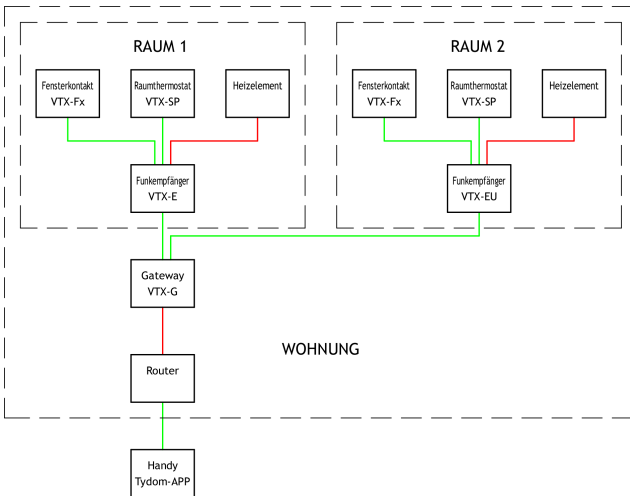 RAUM 1
RAUM 2
Fensterkontakt
VTX-Fx
Raumthermostat
VTX-SP
Heizelement
Fensterkontakt
VTX-Fx
Raumthermostat
VTX-SP
Heizelement
Funkempfänger
VTX-E
Funkempfänger
VTX-EU
Gateway
VTX-G
WOHNUNG
Router
Handy
Tydom-APP